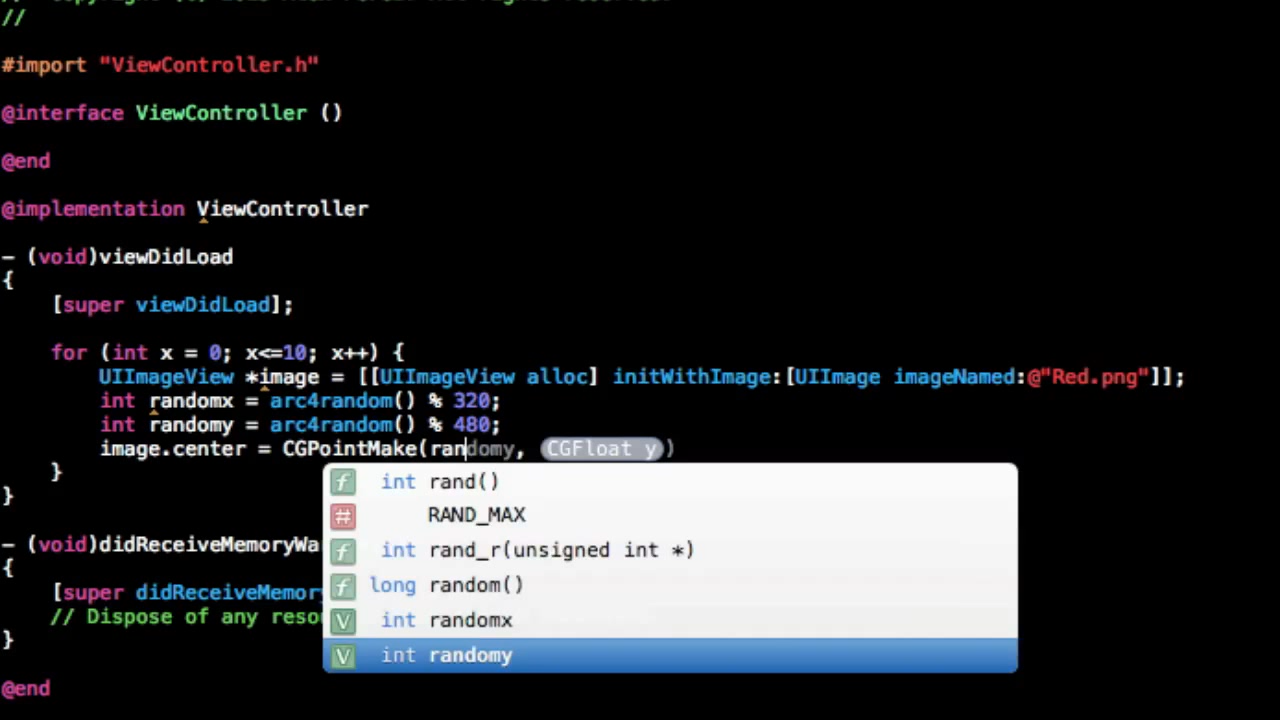 //
#import "ViewController.h"
@interface ViewController ()
@end
@implementation ViewController
- (void)viewDidLoad
{
[super viewDidLoad];
for (int x = 0; x<=10; x++) {
UIImageView *image = [[UIImageView alloc] initWithImage:[UIImage imageNamed:@"Red.png"]];
int randomx = arc4random() % 320;
int randomy = arc4random() % 480;
image.center = CGPointMake(randomy, CGFloat y)
}
}
f int rand()
# RAND_MAX
f int rand_r(unsigned int *)
f long random()
V int randomx
V int randomy
- (void)didReceiveMemoryWa
{
[super didReceiveMemory
// Dispose of any reso
}
@end